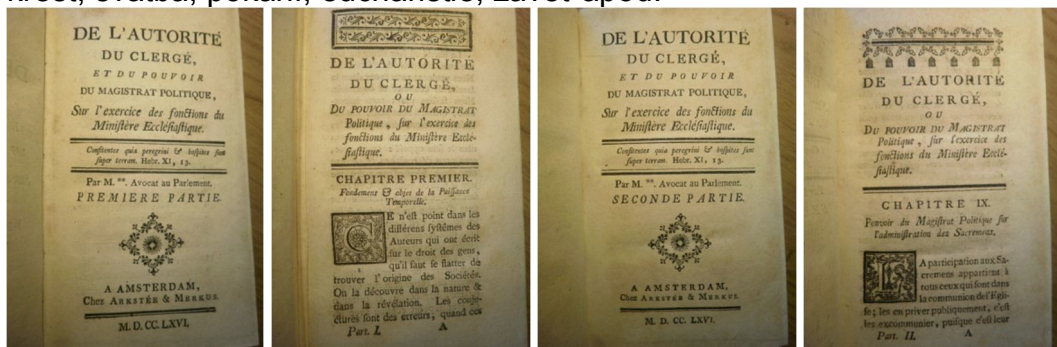 DE L'AUTORITÉ
DU CLERGÉ,
ET DU POUVOIR
DU MAGISTRAT POLITIQUE,
Sur l'exercice des fonctions du
Ministère Ecclésiastique.
Confitentes quia peregrini & hospites sunt
super terram. Hebr. XI, 13.
Par M. **. Avocat au Parlement.
PREMIERE PARTIE.
A AMSTERDAM,
Chez ARKSTÉE & MERKUS.
M. D. CC. LXVI.
DE L'AUTORITÉ
DU CLERGÉ,
OU
DU POUVOIR DU MAGISTRAT
Politique, sur l'exercice des
fonctions du Ministère Ecclé-
siastique.
CHAPITRE PREMIER.
Fondement & objet de la Puissance
Temporelle.
CE n'est point dans les
différens systêmes des
Auteurs qui ont écrit
sur le droit des gens,
qu'il faut se flatter de
trouver l'origine des Sociétés.
On la découvre dans la nature &
dans la révélation. Les conje-
ctures sont des erreurs, quand ces
Part. I. A
DE L'AUTORITÉ
DU CLERGÉ,
ET DU POUVOIR
DU MAGISTRAT POLITIQUE,
Sur l'exercice des fonctions du
Ministère Ecclésiastique.
Confitentes quia peregrini & hospites sunt
super terram. Hebr. XI, 13.
Par M. **. Avocat au Parlement.
SECONDE PARTIE.
A AMSTERDAM,
Chez ARKSTÉE & MERKUS.
M. D. CC. LXVI.
DE L'AUTORITÉ
DU CLERGÉ,
OU
DU POUVOIR DU MAGISTRAT
Politique, sur l'exercice des
fonctions du Ministère Ecclé-
siastique.
CHAPITRE IX.
Pouvoir du Magistrat Politique sur
l'administration des Sacremens.
LA participation aux Sa-
cremens appartient à
tous ceux qui sont dans
la communion de l'Égli-
se; les en priver publiquement, c'est
les excommunier, puisque c'est leur
Part. II. A